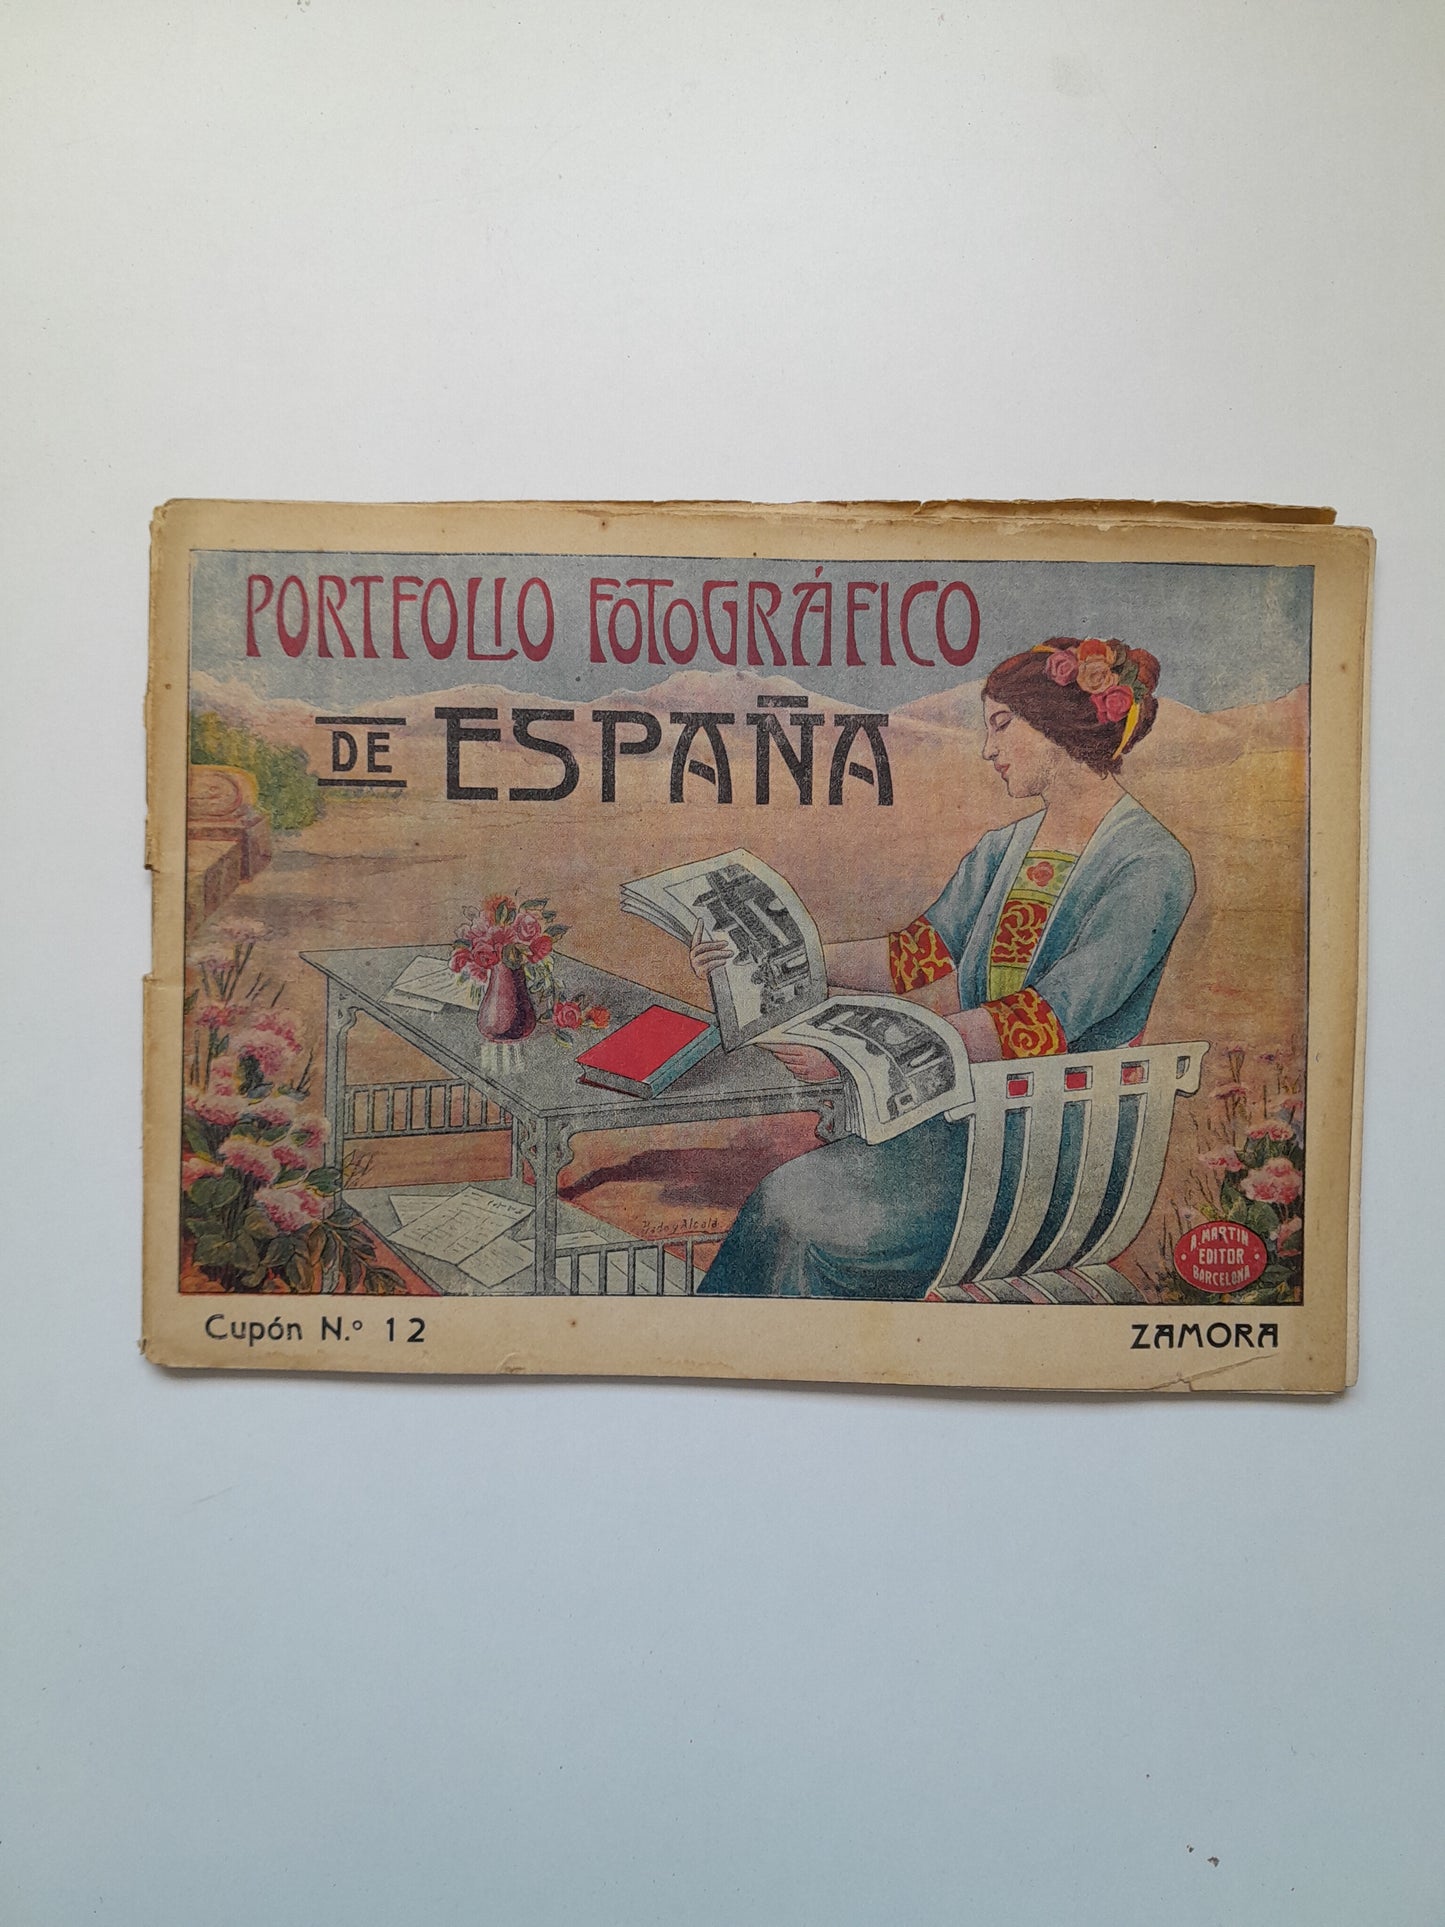 PORTFOLIO FOTOGRÁFICO
DE ESPAÑA
A. MARTIN
EDITOR
BARCELONA
Cupón N.º 12
ZAMORA